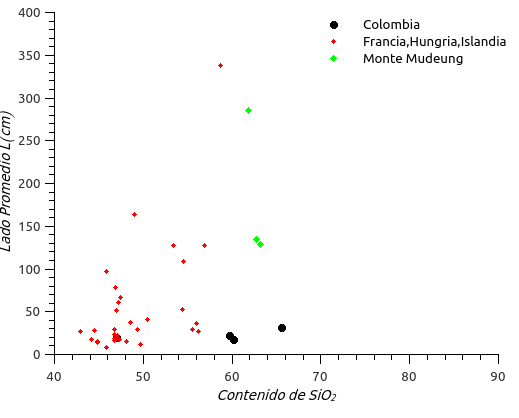 400
350
300
250
200
150
100
50
0
Lado Promedio L(cm)
Colombia
Francia,Hungria,Islandia
Monte Mudeung
40 50 60 70 80 90
Contenido de SiO₂